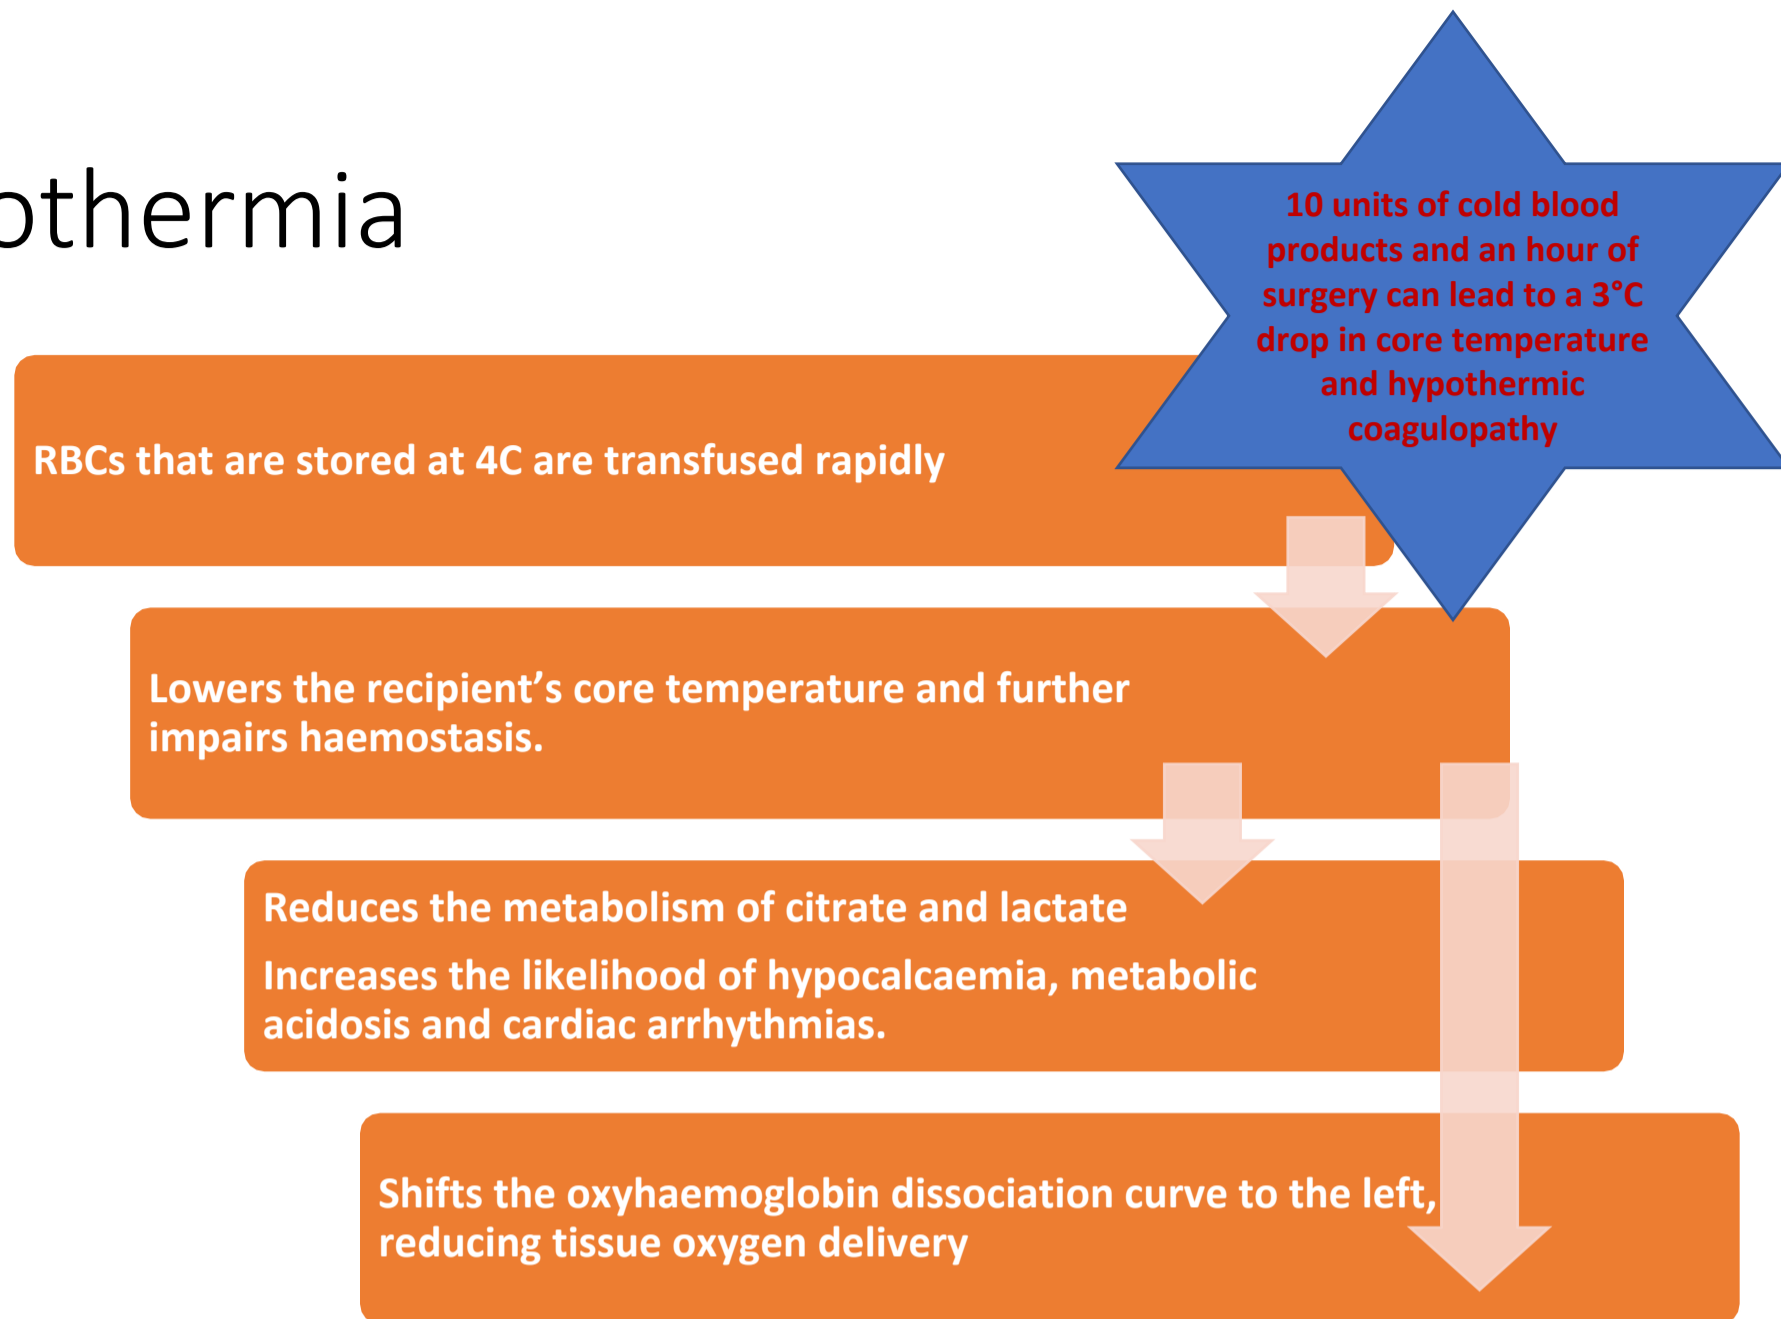 othermia
10 units of cold blood
products and an hour of
surgery can lead to a 3°C
drop in core temperature
and hypothermic
coagulopathy
RBCs that are stored at 4C are transfused rapidly
Lowers the recipient’s core temperature and further
impairs haemostasis.
Reduces the metabolism of citrate and lactate
Increases the likelihood of hypocalcaemia, metabolic
acidosis and cardiac arrhythmias.
Shifts the oxyhaemoglobin dissociation curve to the left,
reducing tissue oxygen delivery